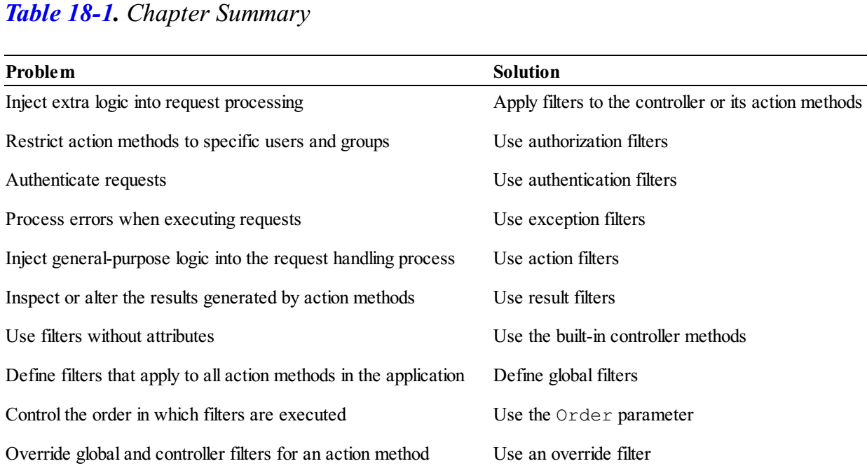 Table 18-1. Chapter Summary
Problem Solution
Inject extra logic into request processing Apply filters to the controller or its action methods
Restrict action methods to specific users and groups Use authorization filters
Authenticate requests Use authentication filters
Process errors when executing requests Use exception filters
Inject general-purpose logic into the request handling process Use action filters
Inspect or alter the results generated by action methods Use result filters
Use filters without attributes Use the built-in controller methods
Define filters that apply to all action methods in the application Define global filters
Control the order in which filters are executed Use the Order parameter
Override global and controller filters for an action method Use an override filter